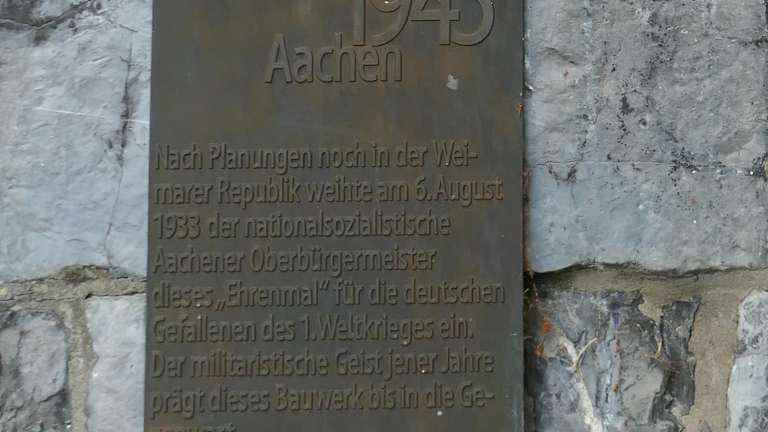 1945
Aachen
Nach Planungen noch in der Wei-
marer Republik weihte am 6. August
1933 der nationalsozialistische
Aachener Oberbürgermeister
dieses „Ehrenmal“ für die deutschen
Gefallenen des 1. Weltkrieges ein.
Der militaristische Geist jener Jahre
prägt dieses Bauwerk bis in die Ge-